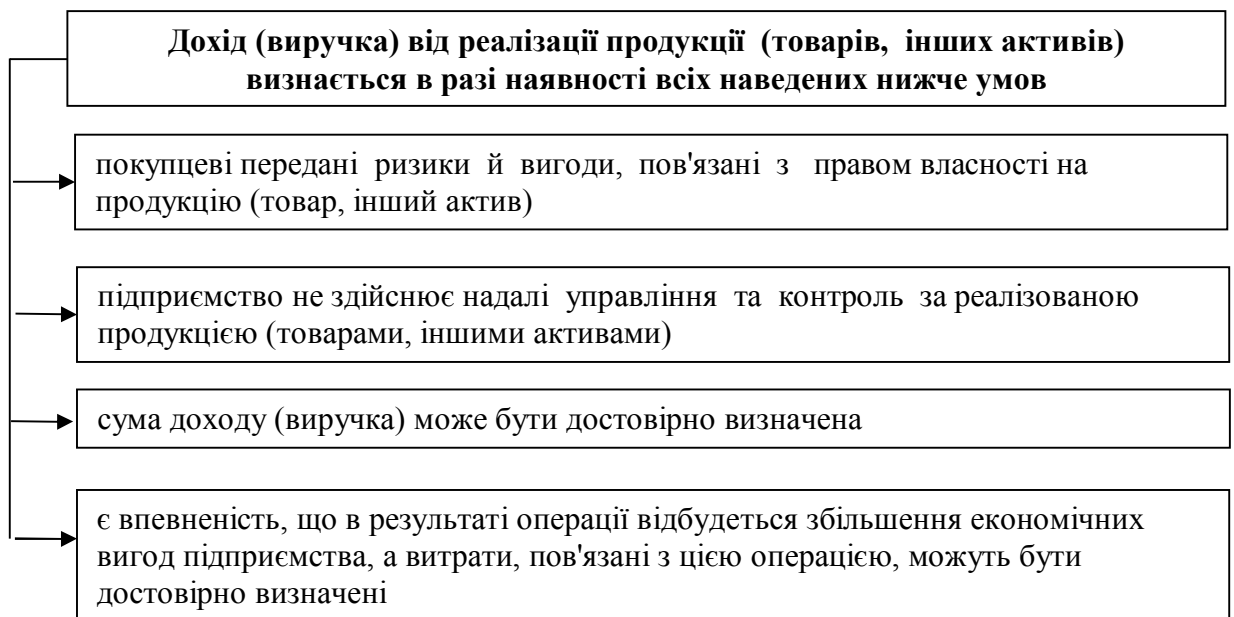 Дохід (виручка) від реалізації продукції (товарів, інших активів)
визнається в разі наявності всіх наведених нижче умов
покупцеві передані ризики й вигоди, пов'язані з правом власності на
продукцію (товар, інший актив)
підприємство не здійснює надалі управління та контроль за реалізованою
продукцією (товарами, іншими активами)
сума доходу (виручка) може бути достовірно визначена
є впевненість, що в результаті операції відбудеться збільшення економічних
вигод підприємства, а витрати, пов'язані з цією операцією, можуть бути
достовірно визначені